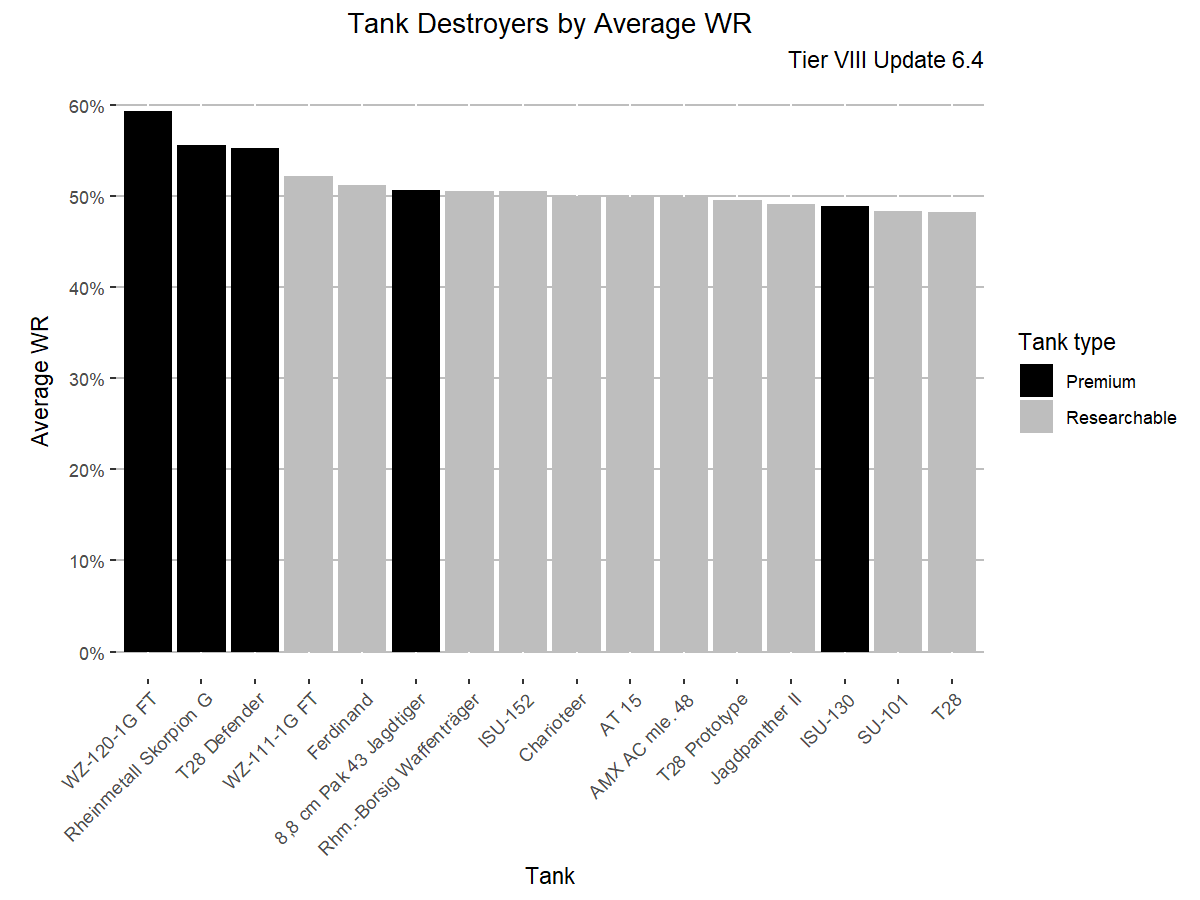 Tank Destroyers by Average WR
Tier VIII Update 6.4
Average WR
60%
50%
40%
30%
20%
10%
0%
WZ-120-1G FT
Rheinmetall Skorpion G
T28 Defender
WZ-111-1G FT
Ferdinand
8,8 cm Pak 43 Jagdtiger
Rhm.-Borsig Waffenträger
ISU-152
Charioteer
AT 15
AMX AC mle. 48
T28 Prototype
Jagdpanther II
ISU-130
SU-101
T28
Tank
Tank type
Premium
Researchable